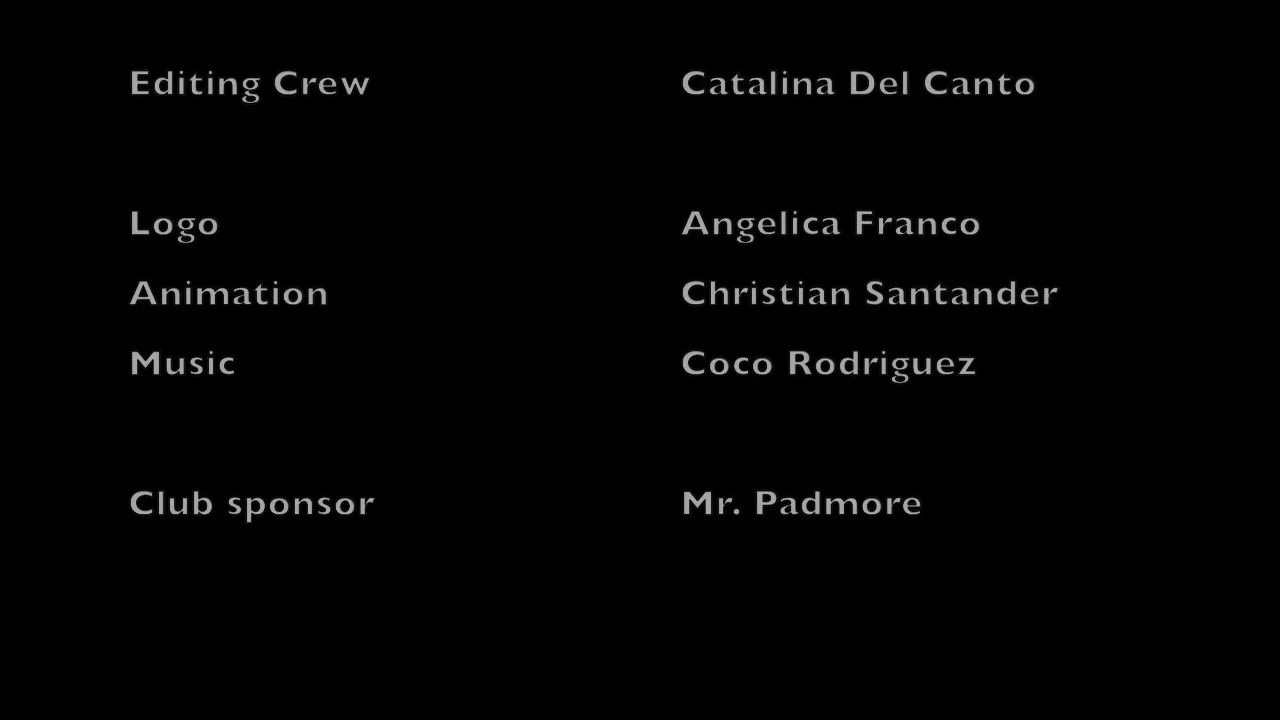 Editing Crew Catalina Del Canto
Logo Angelica Franco
Animation Christian Santander
Music Coco Rodriguez
Club sponsor Mr. Padmore